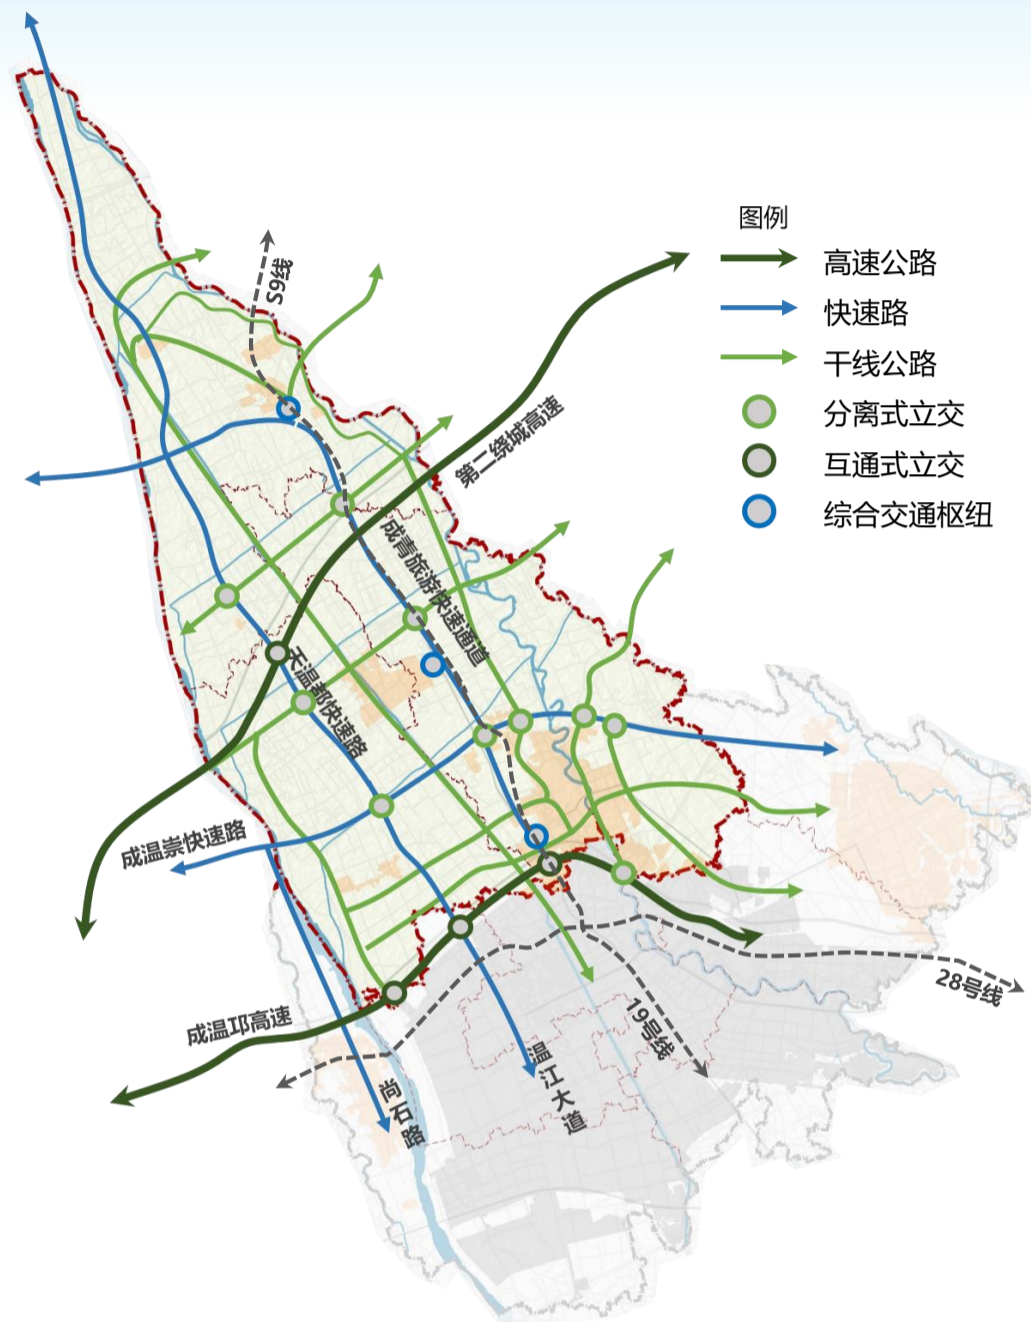 图例
高速公路
快速路
干线公路
分离式立交
互通式立交
综合交通枢纽
S9线
第二绕城高速
成青旅游快速通道
天温都快速路
成温崇快速路
成温邛高速
28号线
19号线
温江大道
尚石路